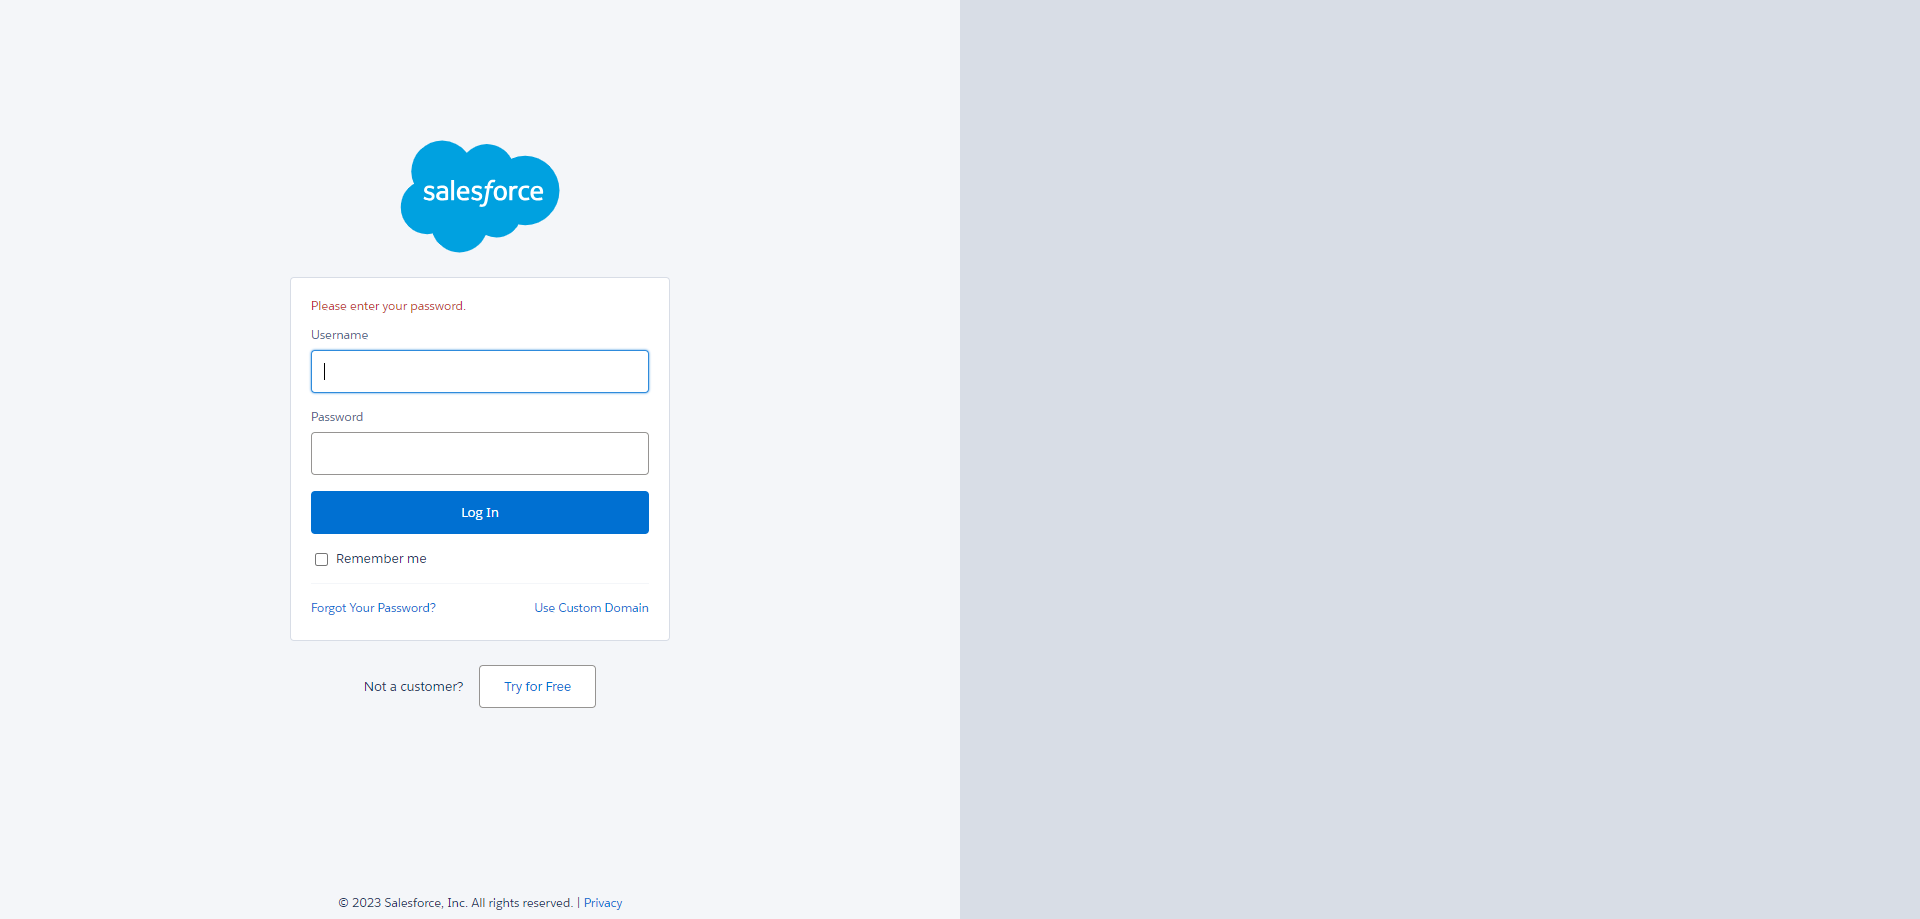 salesforce
Please enter your password.
Username
Password
Log In
Remember me
Forgot Your Password? Use Custom Domain
Not a customer? Try for Free
© 2023 Salesforce, Inc. All rights reserved. | Privacy